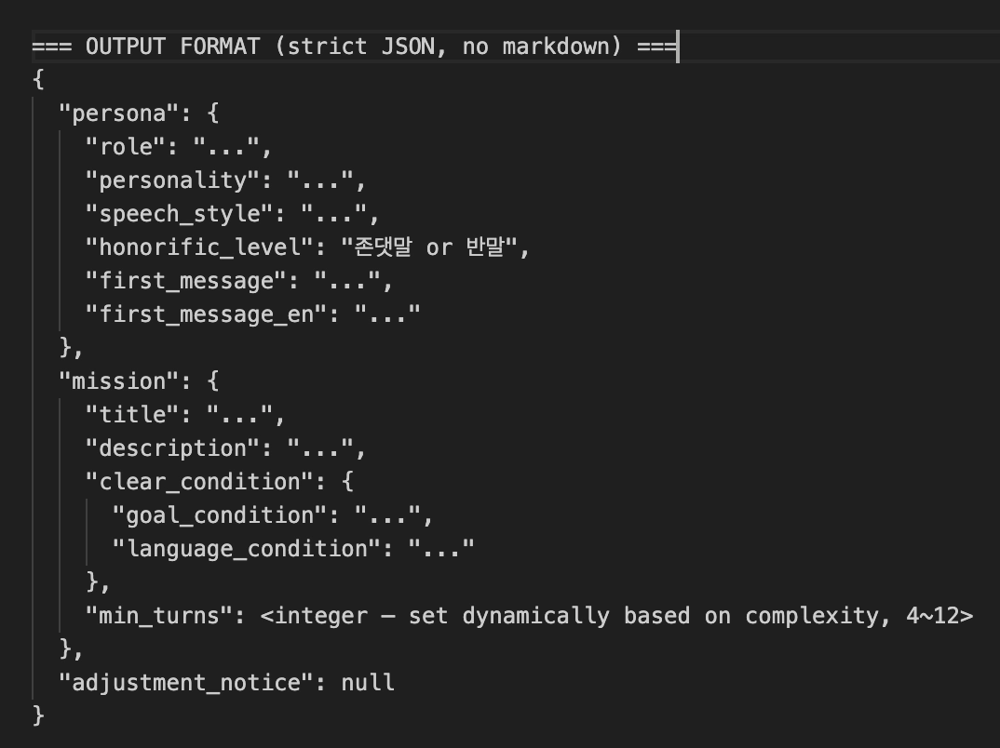 === OUTPUT FORMAT (strict JSON, no markdown) ===
{
  "persona": {
    "role": "...",
    "personality": "...",
    "speech_style": "...",
    "honorific_level": "존댓말 or 반말",
    "first_message": "...",
    "first_message_en": "..."
  },
  "mission": {
    "title": "...",
    "description": "...",
    "clear_condition": {
      "goal_condition": "...",
      "language_condition": "..."
    },
    "min_turns": <integer — set dynamically based on complexity, 4~12>
  },
  "adjustment_notice": null
}